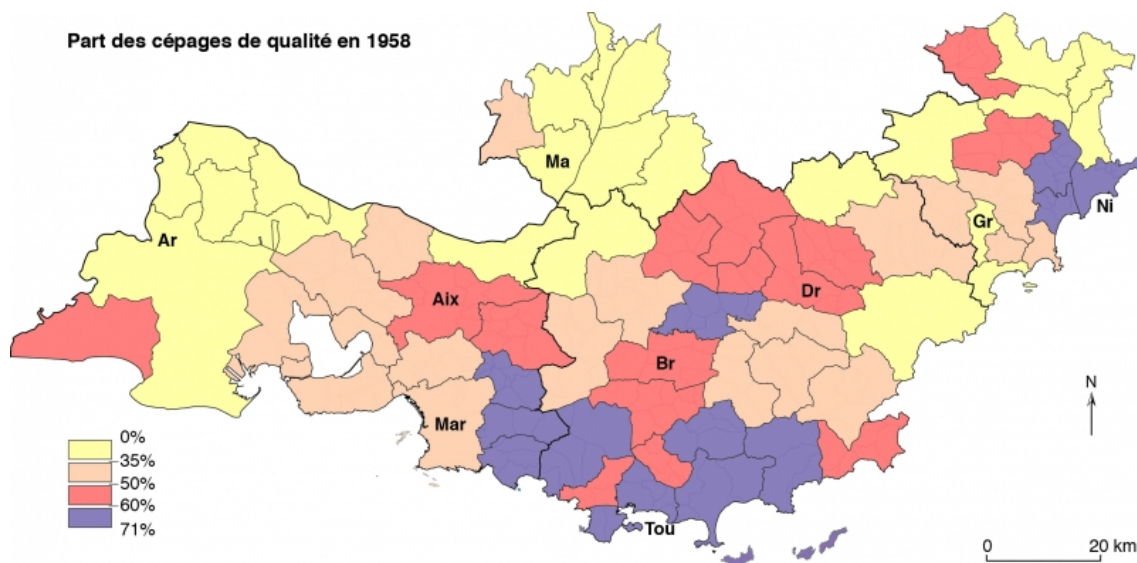 Part des cépages de qualité en 1958
Ma
Ar
Ni
Gr
Aix
Dr
Br
Mar
N
0%
35%
50%
60%
71%
Tou
0 20 km